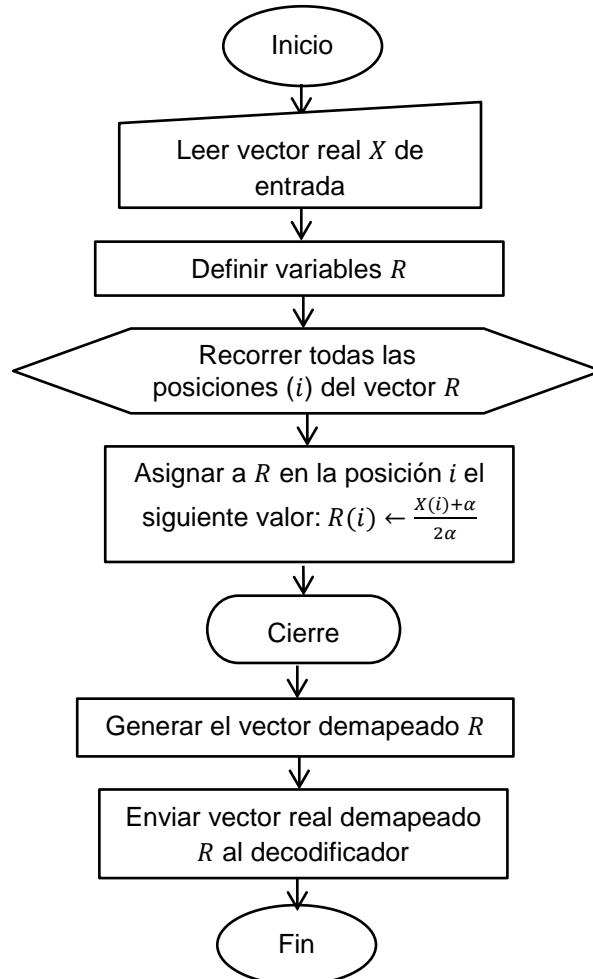 Inicio
Leer vector real X de
entrada
Definir variables R
Recorrer todas las
posiciones (i) del vector R
Asignar a R en la posición i el
siguiente valor: R(i) ← \frac{X(i)+α}{2α}
Cierre
Generar el vector demapeado R
Enviar vector real demapeado
R al decodificador
Fin